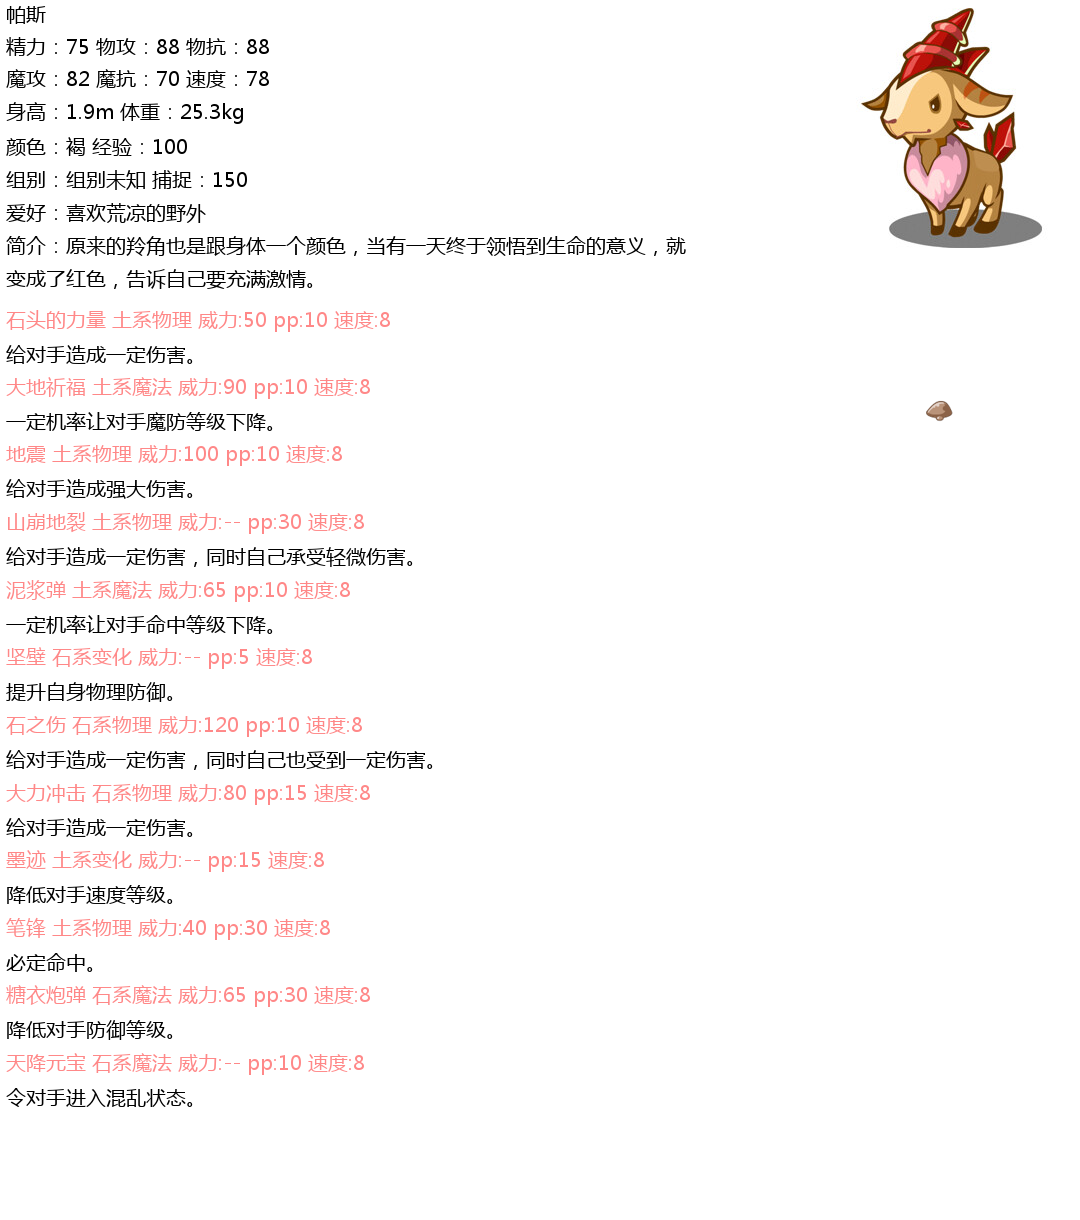 帕斯
精力：75 物攻：88 物抗：88
魔攻：82 魔抗：70 速度：78
身高：1.9m 体重：25.3kg
颜色：褐 经验：100
组别：组别未知 捕捉：150
爱好：喜欢荒凉的野外
简介：原来的羚角也是跟身体一个颜色，当有一天终于领悟到生命的意义，就
变成了红色，告诉自己要充满激情。
石头的力量 土系物理 威力:50 pp:10 速度:8
给对手造成一定伤害。
大地祈福 土系魔法 威力:90 pp:10 速度:8
一定机率让对手魔防等级下降。
地震 土系物理 威力:100 pp:10 速度:8
给对手造成强大伤害。
山崩地裂 土系物理 威力:-- pp:30 速度:8
给对手造成一定伤害，同时自己承受轻微伤害。
泥浆弹 土系魔法 威力:65 pp:10 速度:8
一定机率让对手命中等级下降。
坚壁 石系变化 威力:-- pp:5 速度:8
提升自身物理防御。
石之伤 石系物理 威力:120 pp:10 速度:8
给对手造成一定伤害，同时自己也受到一定伤害。
大力冲击 石系物理 威力:80 pp:15 速度:8
给对手造成一定伤害。
墨迹 土系变化 威力:-- pp:15 速度:8
降低对手速度等级。
笔锋 土系物理 威力:40 pp:30 速度:8
必定命中。
糖衣炮弹 石系魔法 威力:65 pp:30 速度:8
降低对手防御等级。
天降元宝 石系魔法 威力:-- pp:10 速度:8
令对手进入混乱状态。